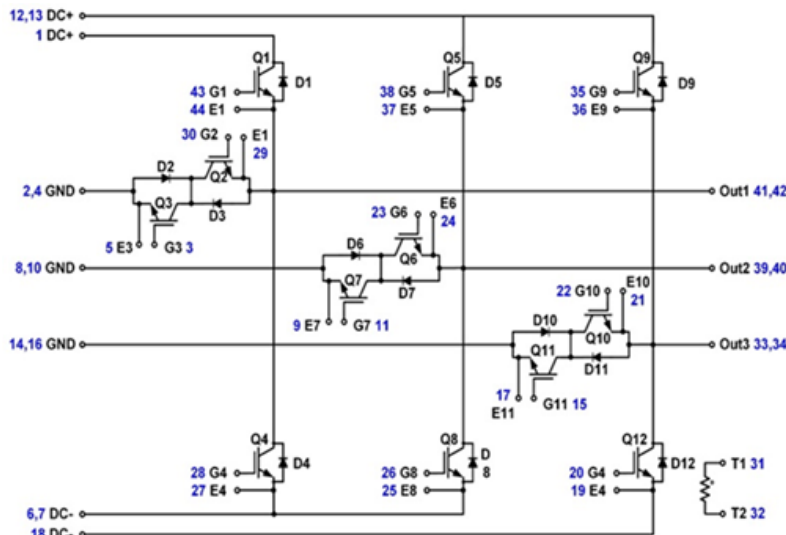 12,13 DC+
1 DC+
Q1
Q5
Q9
D1
D5
D9
43 G1
38 G5
35 G9
44 E1
37 E5
36 E9
30 G2
E1
29
D2
Q2
2,4 GND
Q3
D3
Out1 41,42
5 E3
G3 3
E6
23 G6
24
D6
Q6
8,10 GND
Q7
D7
Out2 39,40
E10
22 G10
21
9 E7
G7 11
D10
Q10
14,16 GND
Q11
D11
Out3 33,34
17
E11
G11 15
Q4
Q8
Q12
D4
D
8
D12
T1 31
28 G4
26 G8
20 G4
27 E4
25 E8
19 E4
6,7 DC-
T2 32
18 DC-